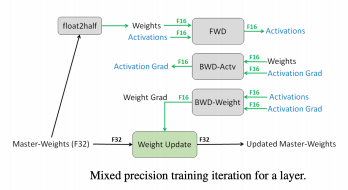 float2half
Weights
F16
Activations
F16
FWD
F16
Activations
Activation Grad
F16
BWD-Actv
F16
Weights
F16
Activation Grad
Weight Grad
F16
BWD-Weight
F16
Activations
F16
Activation Grad
Master-Weights (F32)
F32
Weight Update
F32
Updated Master-Weights
Mixed precision training iteration for a layer.